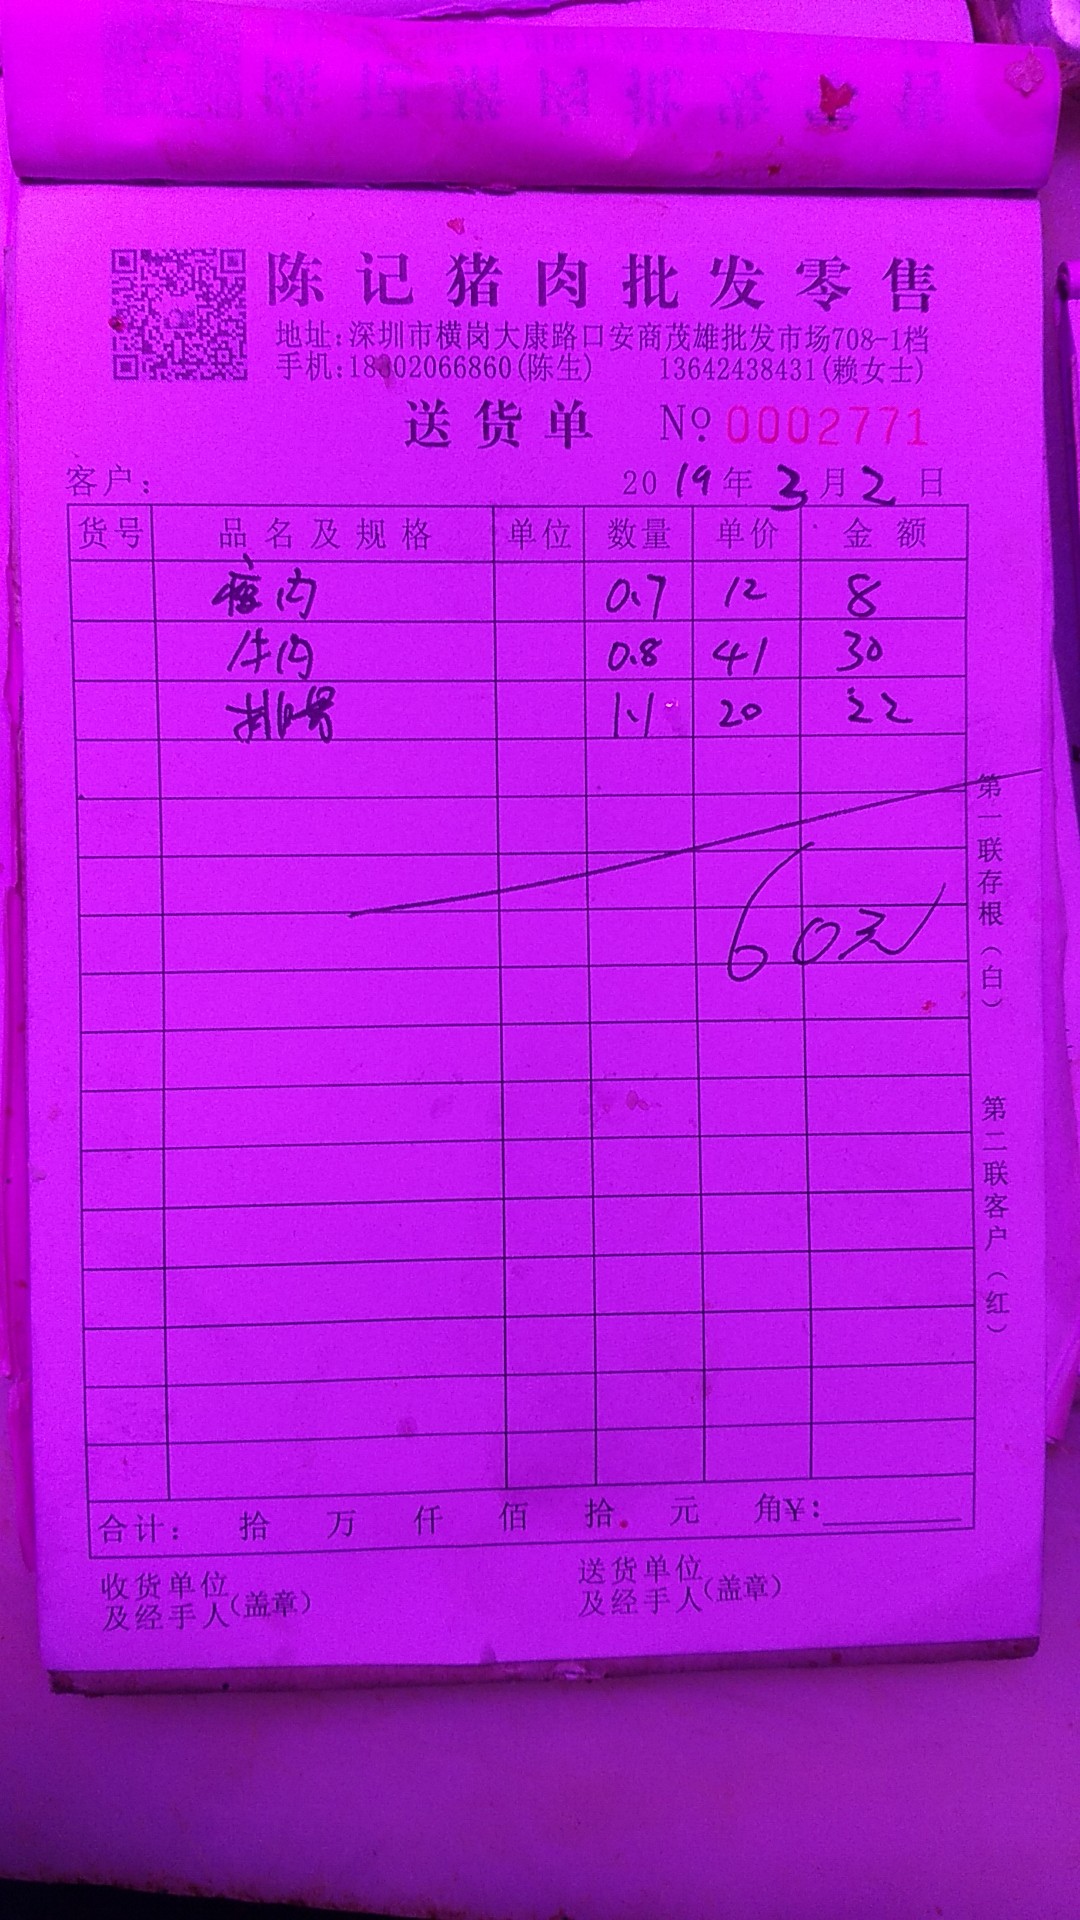 陈记猪肉批发零售
地址:深圳市横岗大康路口安商茂雄批发市场708-1档
手机:18302066860(陈生) 13642438431(赖女士)
送货单 №:0002771
客户: 2019年3月2日
货号 品名及规格 单位 数量 单价 金额
瘦肉 0.7 12 8
牛肉 0.8 41 30
排骨 1.1 20 22
60元
合计: 拾 万 仟 佰 拾 元 角¥:
收货单位及经手人(盖章) 送货单位及经手人(盖章)
第一联存根(白) 第二联客户(红)